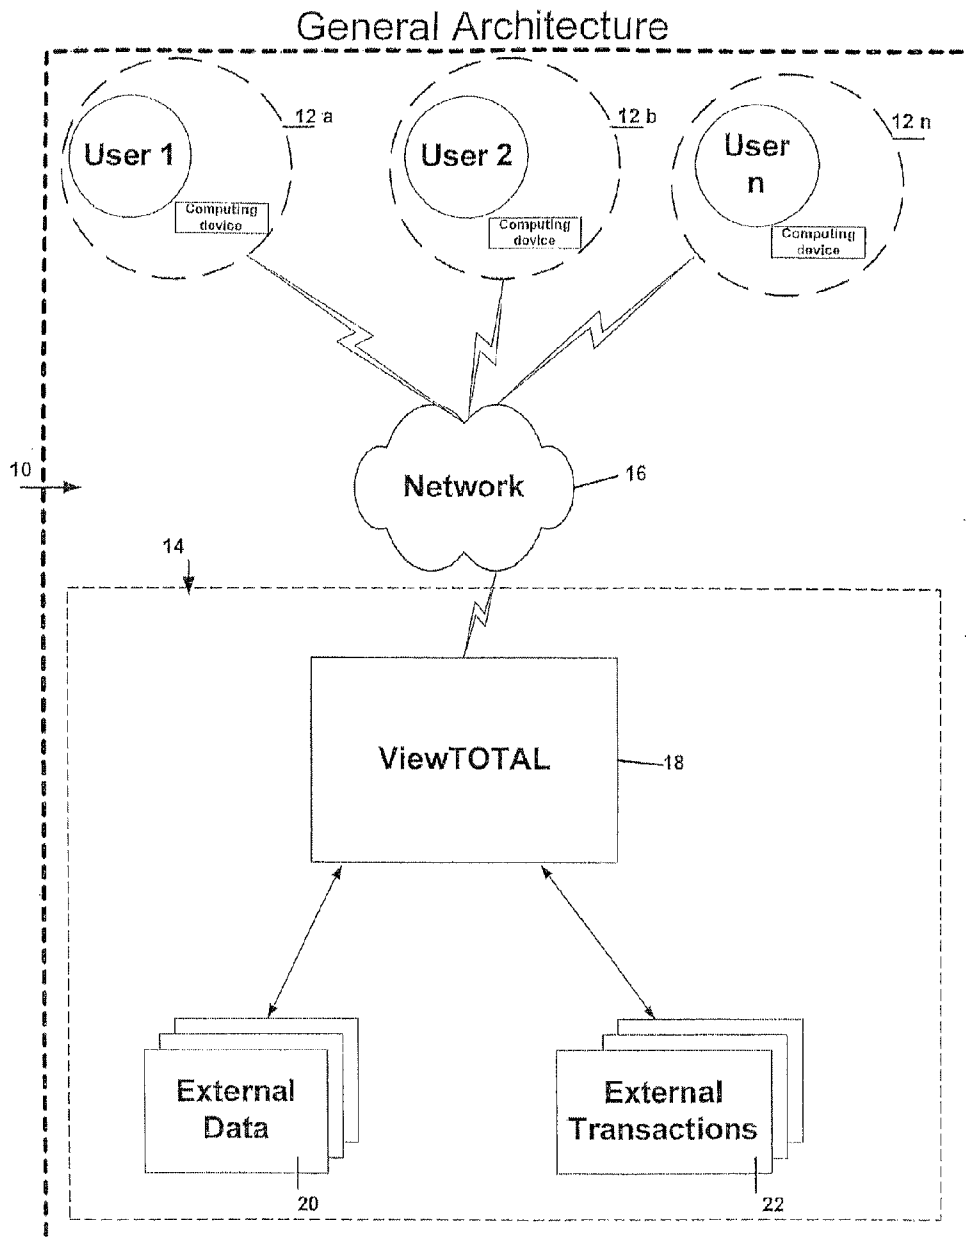 General Architecture
12 a
12 b
12 n
User 1
User 2
User
n
Computing
device
Computing
device
Computing
device
10
Network
16
14
ViewTOTAL
18
External
Data
External
Transactions
20
22